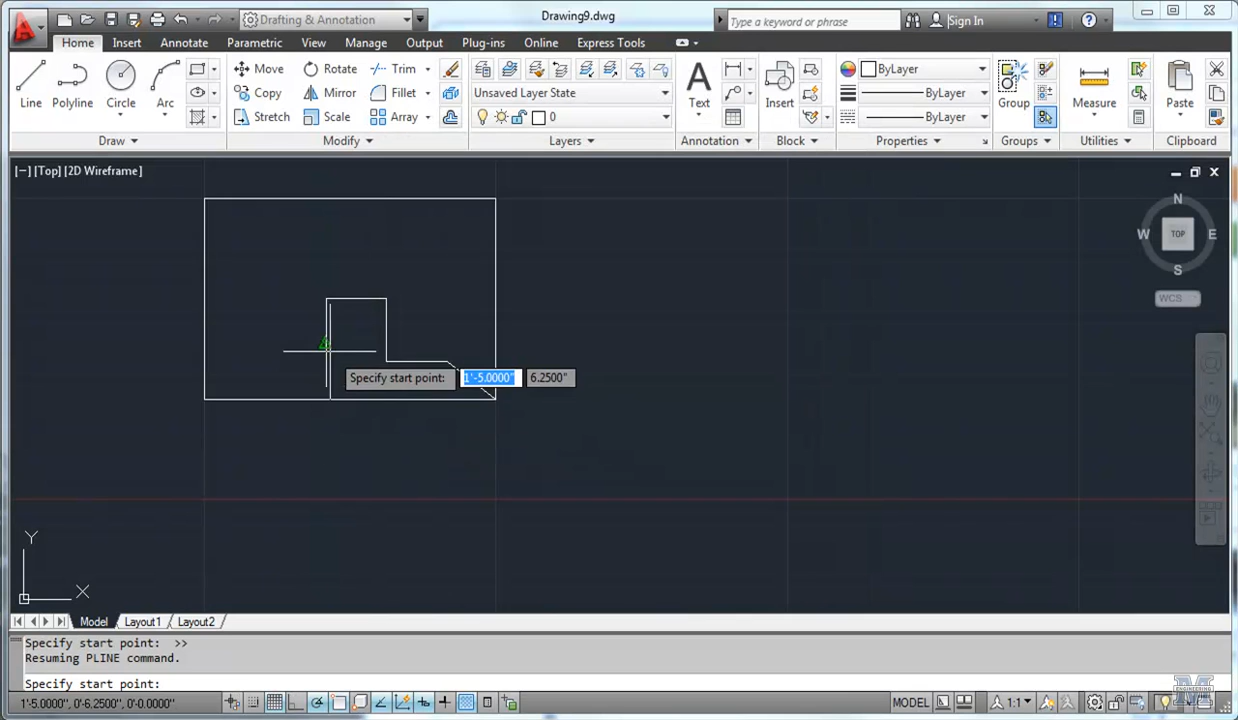 Drafting & Annotation
Drawing9.dwg
Type a keyword or phrase
Sign In
Home Insert Annotate Parametric View Manage Output Plug-ins Online Express Tools
Line Polyline Circle Arc
Move Rotate Trim
Copy Mirror Fillet
Stretch Scale Array
Unsaved Layer State
0
Text
Insert
ByLayer
ByLayer
ByLayer
Group
Measure
Paste
Draw Modify Layers Annotation Block Properties Groups Utilities Clipboard
[−] [Top] [2D Wireframe]
N
W TOP E
S
WCS
Specify start point: 1'-5.0000" 6.2500"
Y
X
Model Layout1 Layout2
Specify start point: >>
Resuming PLINE command.
Specify start point:
1'-5.0000", 0'-6.2500", 0'-0.0000"
MODEL
1:1
M
ENGINEERING